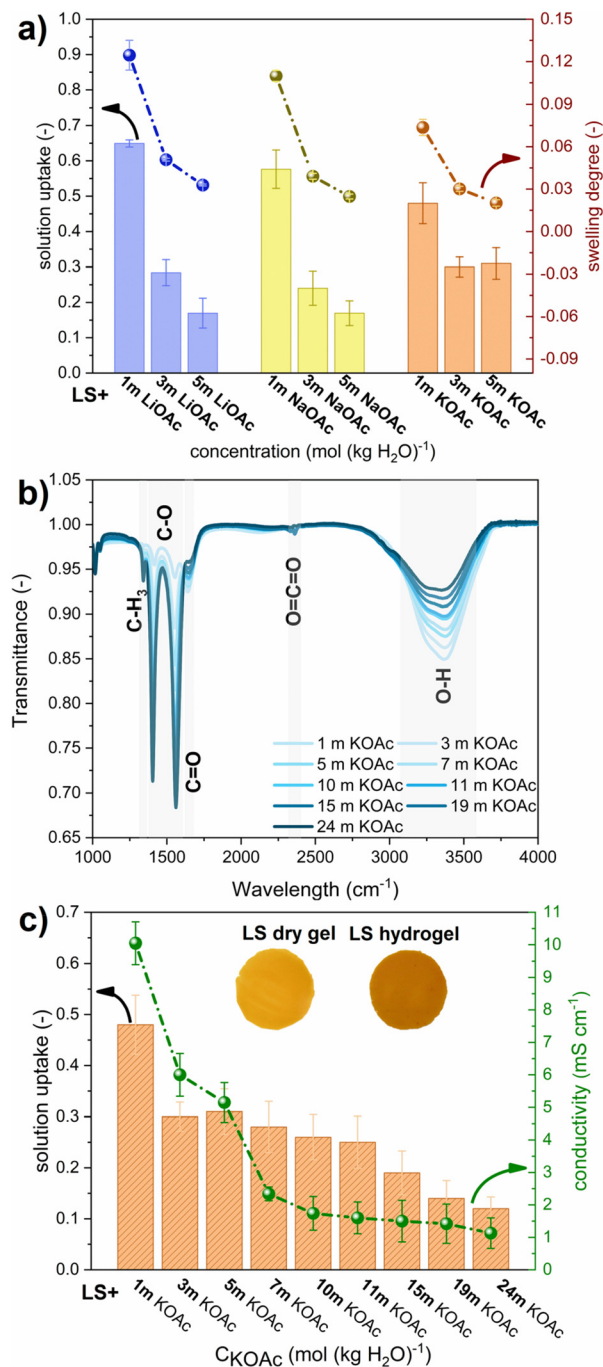 a)
solution uptake (-)
1.0
0.9
0.8
0.7
0.6
0.5
0.4
0.3
0.2
0.1
0.0
0.15
0.12
0.09
0.06
0.03
0.00
-0.03
-0.06
-0.09
swelling degree (-)
LS+
1m LiOAc
3m LiOAc
5m LiOAc
1m NaOAc
3m NaOAc
5m NaOAc
1m KOAc
3m KOAc
5m KOAc
concentration (mol (kg H₂O)⁻¹)
b)
Transmittance (-)
1.05
1.00
0.95
0.90
0.85
0.80
0.75
0.70
0.65
C-H₃
C-O
C=O
O=C=O
O-H
1 m KOAc 3 m KOAc
5 m KOAc 7 m KOAc
10 m KOAc 11 m KOAc
15 m KOAc 19 m KOAc
24 m KOAc
1000 1500 2000 2500 3000 3500 4000
Wavelength (cm⁻¹)
c)
solution uptake (-)
0.7
0.6
0.5
0.4
0.3
0.2
0.1
0.0
LS dry gel LS hydrogel
11
10
9
8
7
6
5
4
3
2
1
0
conductivity (mS cm⁻¹)
LS+
1m KOAc
3m KOAc
5m KOAc
7m KOAc
10m KOAc
11m KOAc
15m KOAc
19m KOAc
24m KOAc
C_KOAc (mol (kg H₂O)⁻¹)